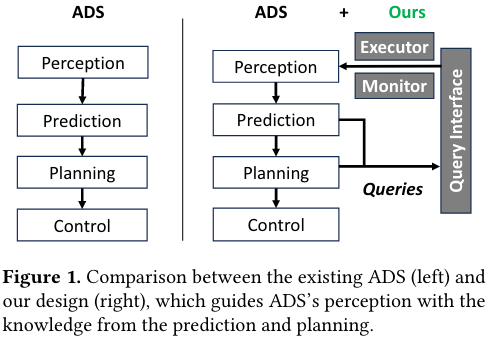 ADS
ADS + Ours
Perception
Prediction
Planning
Control
Perception
Prediction
Planning
Control
Executor
Monitor
Queries
Query Interface
Figure 1. Comparison between the existing ADS (left) and
our design (right), which guides ADS's perception with the
knowledge from the prediction and planning.